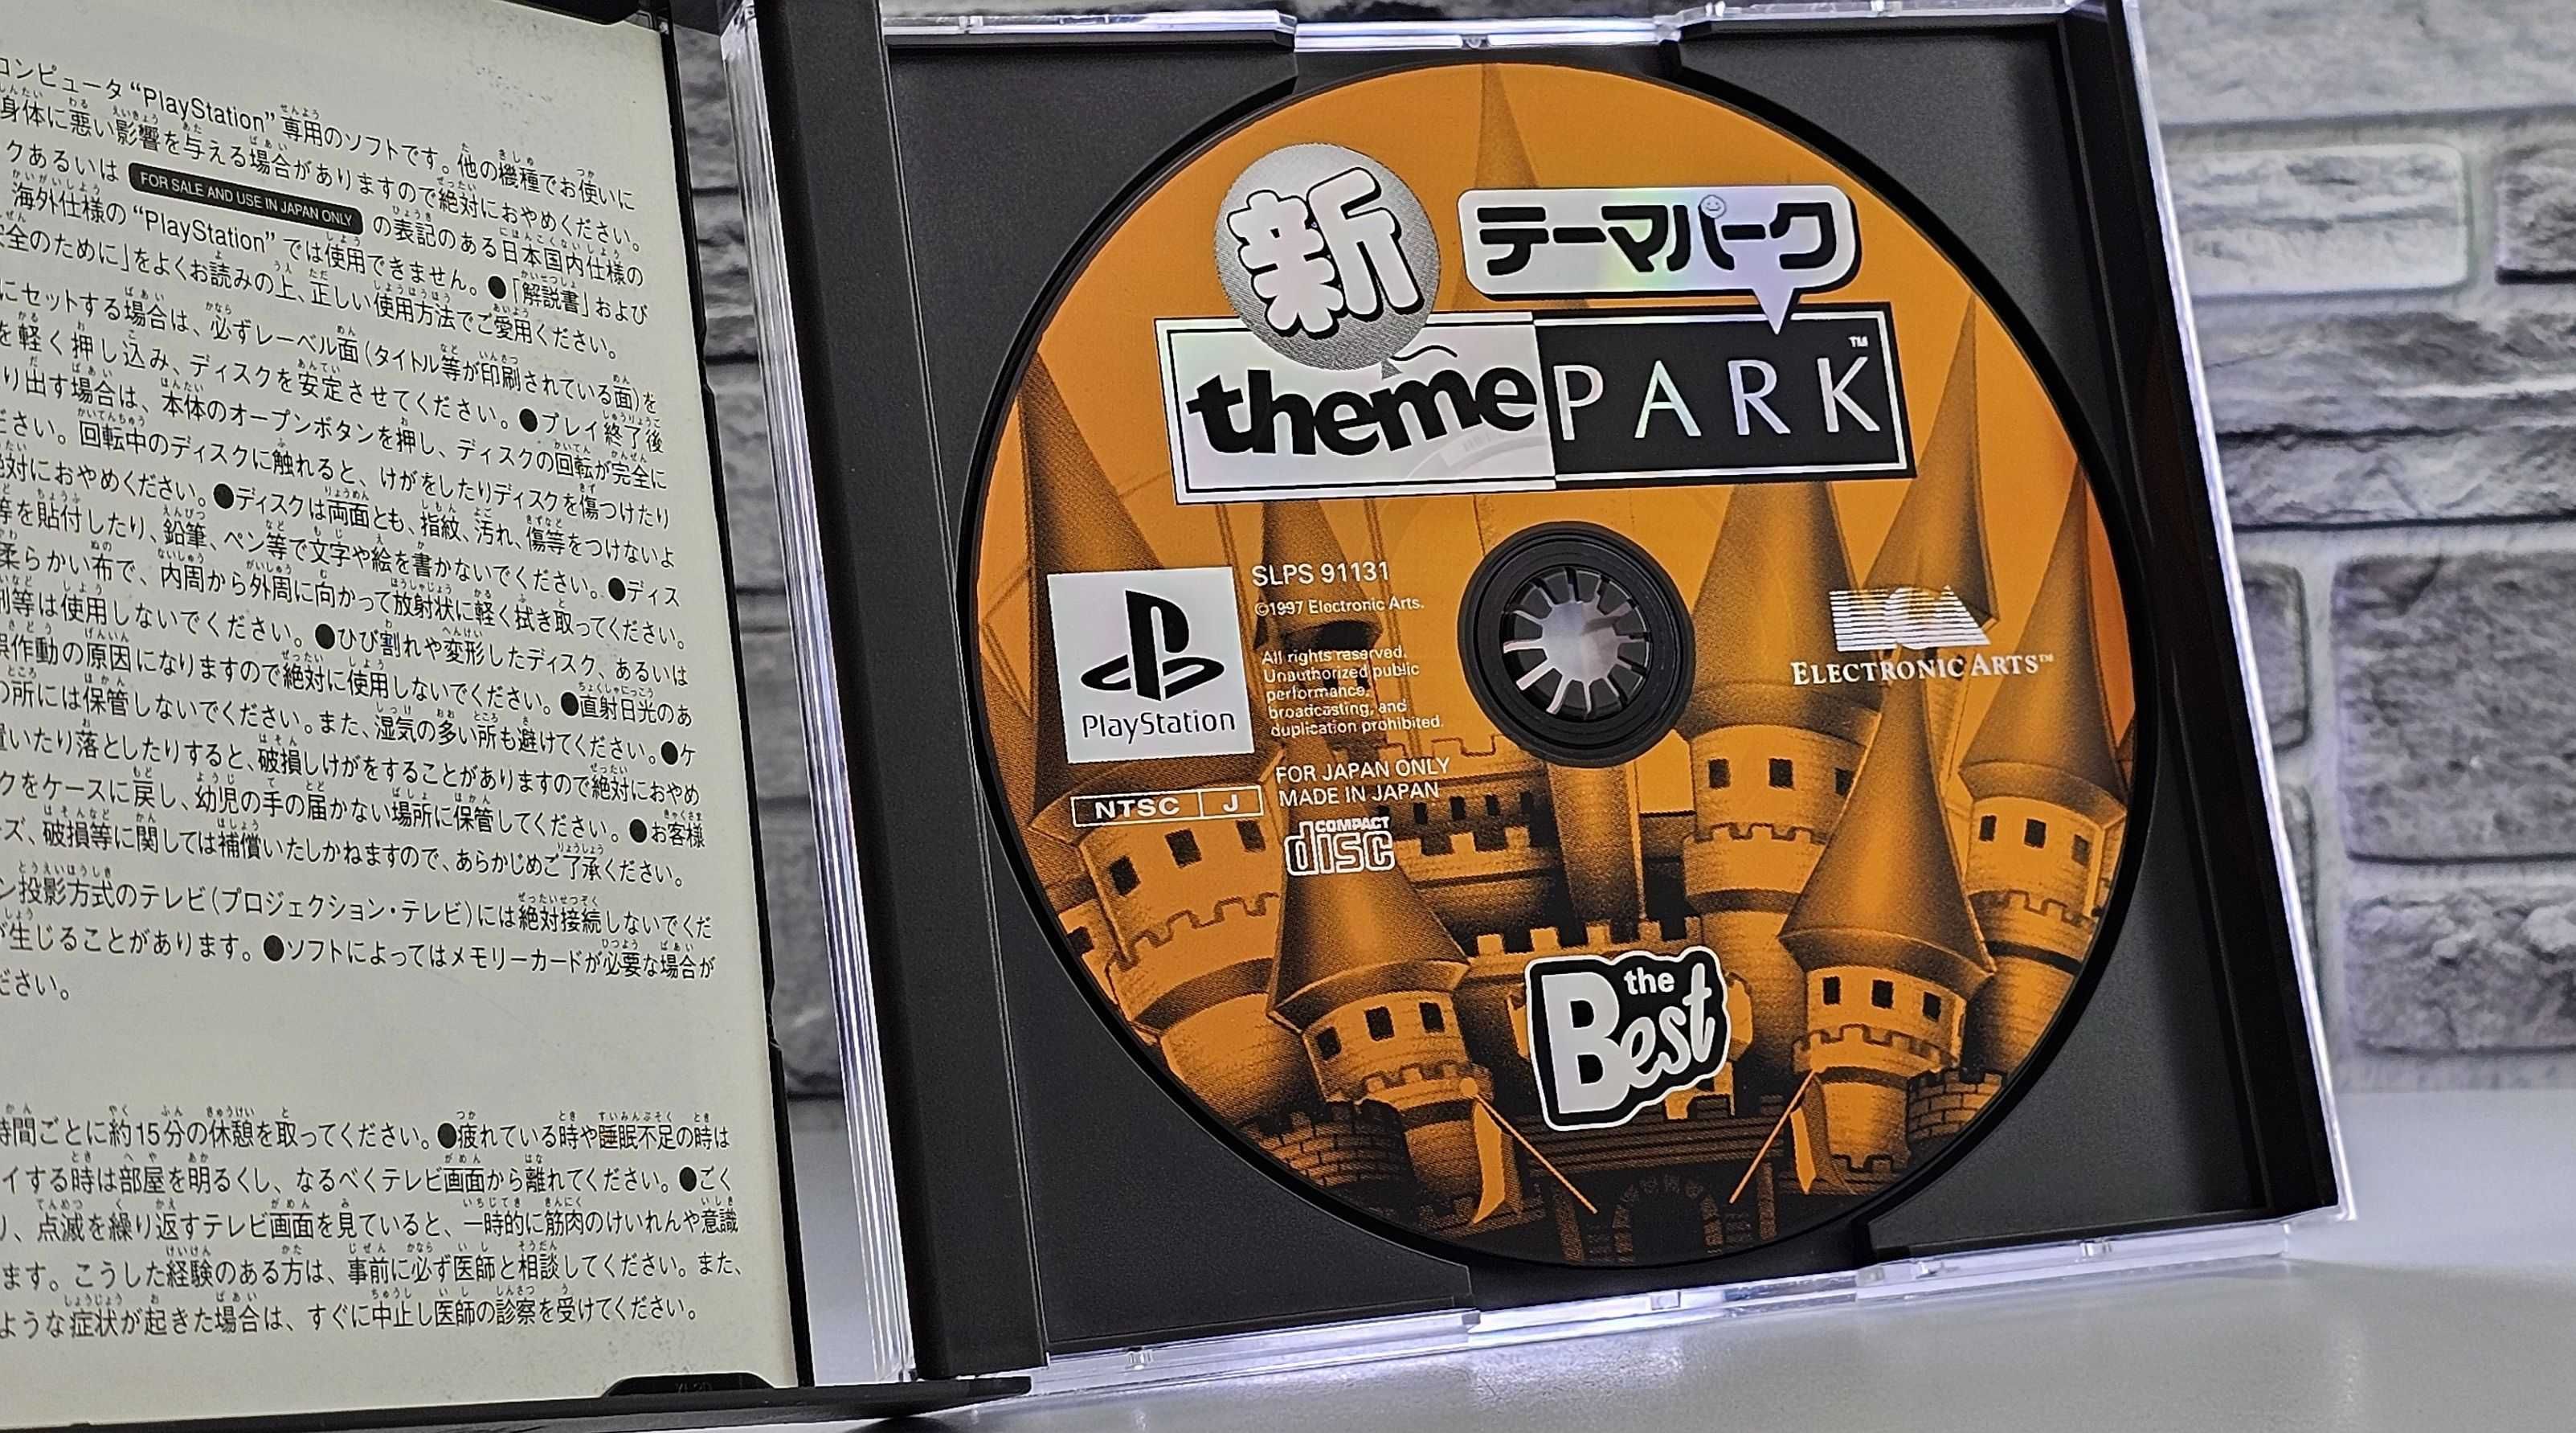 コンピュータ“PlayStation”専用のソフトです。他の機種でお使いに
身体に悪い影響を与える場合がありますので絶対におやめください。
クあるいは FOR SALE AND USE IN JAPAN ONLY の表記のある日本国内仕様の
海外仕様の“PlayStation”では使用できません。●「解説書」および
全のために」をよくお読みの上、正しい使用方法でご愛用ください。
にセットする場合は、必ずレーベル面(タイトル等が印刷されている面)を
を軽く押し込み、ディスクを安定させてください。●プレイ終了後
り出す場合は、本体のオープンボタンを押し、ディスクの回転が完全に
ださい。回転中のディスクに触れると、けがをしたりディスクを傷つけたり
絶対におやめください。●ディスクは両面とも、指紋、汚れ、傷等をつけないよ
等を貼付したり、鉛筆、ペン等で文字や絵を書かないでください。●ディス
柔らかい布で、内周から外周に向かって放射状に軽く拭き取ってください。
剤等は使用しないでください。●ひび割れや変形したディスク、あるいは
誤作動の原因になりますので絶対に使用しないでください。●直射日光のあ
の所には保管しないでください。また、湿気の多い所も避けてください。●ケ
置いたり落としたりすると、破損しけがをすることがありますので絶対におやめ
クをケースに戻し、幼児の手の届かない場所に保管してください。●お客様
ズ、破損等に関しては補償いたしかねますので、あらかじめご了承ください。
ン投影方式のテレビ(プロジェクション・テレビ)には絶対接続しないでくだ
が生じることがあります。●ソフトによってはメモリーカードが必要な場合が
ださい。
時間ごとに約15分の休憩を取ってください。●疲れている時や睡眠不足の時は
イする時は部屋を明るくし、なるべくテレビ画面から離れてください。●ごく
り、点滅を繰り返すテレビ画面を見ていると、一時的に筋肉のけいれんや意識
ます。こうした経験のある方は、事前に必ず医師と相談してください。また、
ような症状が起きた場合は、すぐに中止し医師の診察を受けてください。
新 テーマパーク
theme PARK™
PlayStation
NTSC J
SLPS 91131
©1997 Electronic Arts.
All rights reserved.
Unauthorized public
performance,
broadcasting, and
duplication prohibited.
FOR JAPAN ONLY
MADE IN JAPAN
COMPACT
disc
ELECTRONIC ARTS™
the
Best